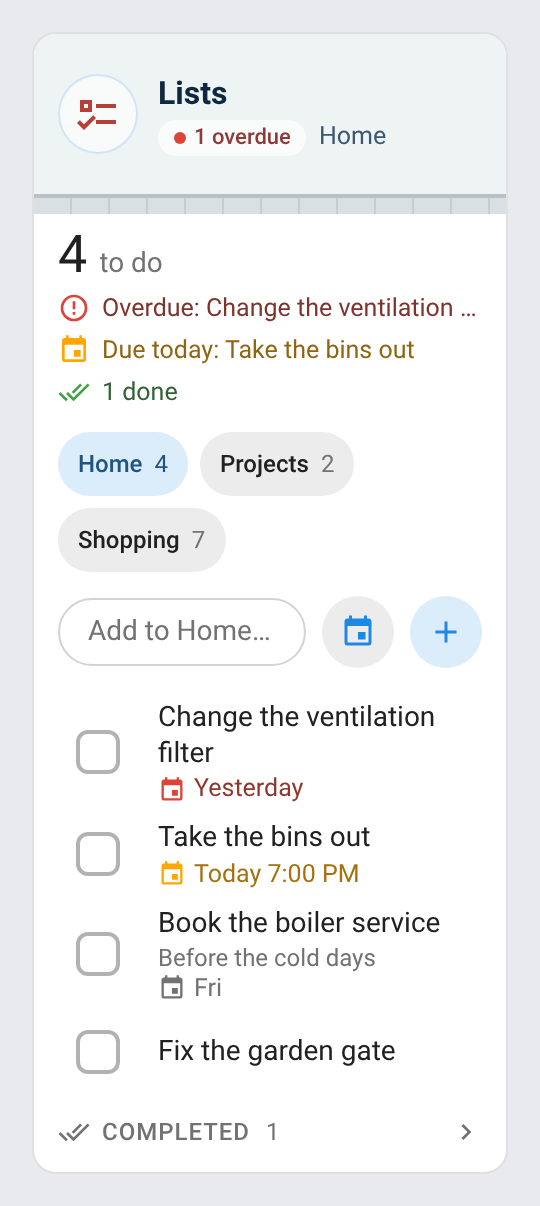 Lists
1 overdue Home
4 to do
Overdue: Change the ventilation ...
Due today: Take the bins out
1 done
Home 4 Projects 2
Shopping 7
Add to Home...
Change the ventilation
filter
Yesterday
Take the bins out
Today 7:00 PM
Book the boiler service
Before the cold days
Fri
Fix the garden gate
COMPLETED 1